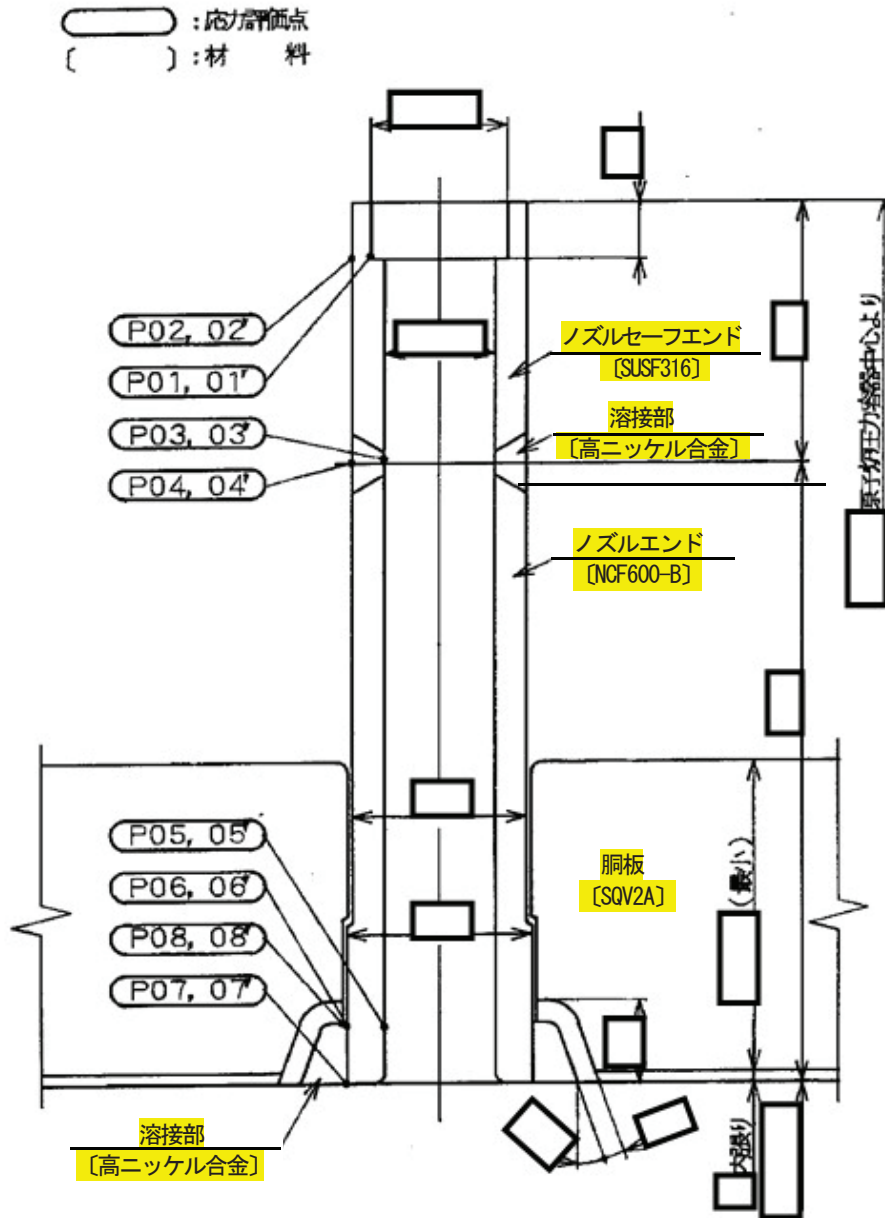 ：応力評価点
〔　　〕：材　料
P02, 02'
P01, 01'
P03, 03'
P04, 04'
ノズルセーフエンド
〔SUSF316〕
溶接部
〔高ニッケル合金〕
原子炉圧力容器中心より
ノズルエンド
〔NCF600-B〕
P05, 05'
P06, 06'
P08, 08'
P07, 07'
胴板
〔SQV2A〕
(最小)
溶接部
〔高ニッケル合金〕
内張り